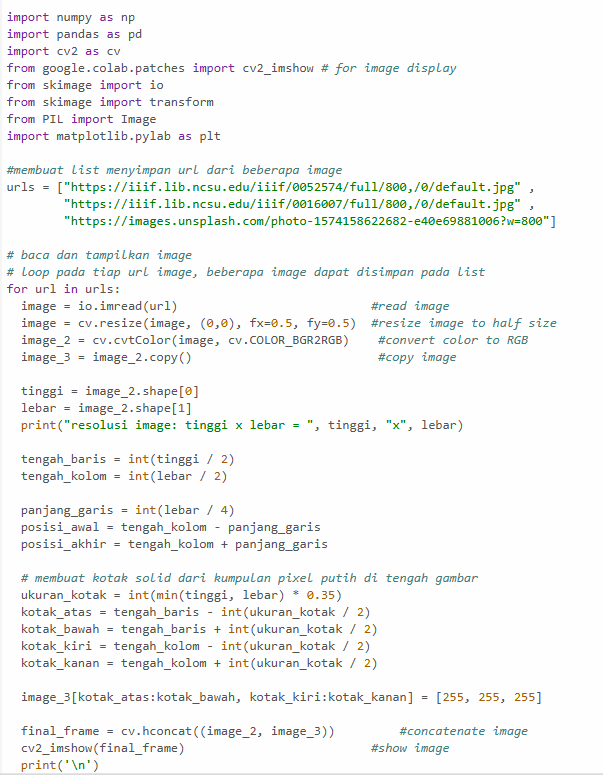 import numpy as np
import pandas as pd
import cv2 as cv
from google.colab.patches import cv2_imshow # for image display
from skimage import io
from skimage import transform
from PIL import Image
import matplotlib.pylab as plt

#membuat list menyimpan url dari beberapa image
urls = ["https://iiif.lib.ncsu.edu/iiif/0052574/full/800,/0/default.jpg" ,
        "https://iiif.lib.ncsu.edu/iiif/0016007/full/800,/0/default.jpg" ,
        "https://images.unsplash.com/photo-1574158622682-e40e69881006?w=800"]

# baca dan tampilkan image
# loop pada tiap url image, beberapa image dapat disimpan pada list
for url in urls:
  image = io.imread(url)                          #read image
  image = cv.resize(image, (0,0), fx=0.5, fy=0.5)  #resize image to half size
  image_2 = cv.cvtColor(image, cv.COLOR_BGR2RGB)    #convert color to RGB
  image_3 = image_2.copy()                          #copy image

  tinggi = image_2.shape[0]
  lebar = image_2.shape[1]
  print("resolusi image: tinggi x lebar = ", tinggi, "x", lebar)

  tengah_baris = int(tinggi / 2)
  tengah_kolom = int(lebar / 2)

  panjang_garis = int(lebar / 4)
  posisi_awal = tengah_kolom - panjang_garis
  posisi_akhir = tengah_kolom + panjang_garis

  # membuat kotak solid dari kumpulan pixel putih di tengah gambar
  ukuran_kotak = int(min(tinggi, lebar) * 0.35)
  kotak_atas = tengah_baris - int(ukuran_kotak / 2)
  kotak_bawah = tengah_baris + int(ukuran_kotak / 2)
  kotak_kiri = tengah_kolom - int(ukuran_kotak / 2)
  kotak_kanan = tengah_kolom + int(ukuran_kotak / 2)

  image_3[kotak_atas:kotak_bawah, kotak_kiri:kotak_kanan] = [255, 255, 255]

  final_frame = cv.hconcat((image_2, image_3))         #concatenate image
  cv2_imshow(final_frame)                          #show image
  print('\n')